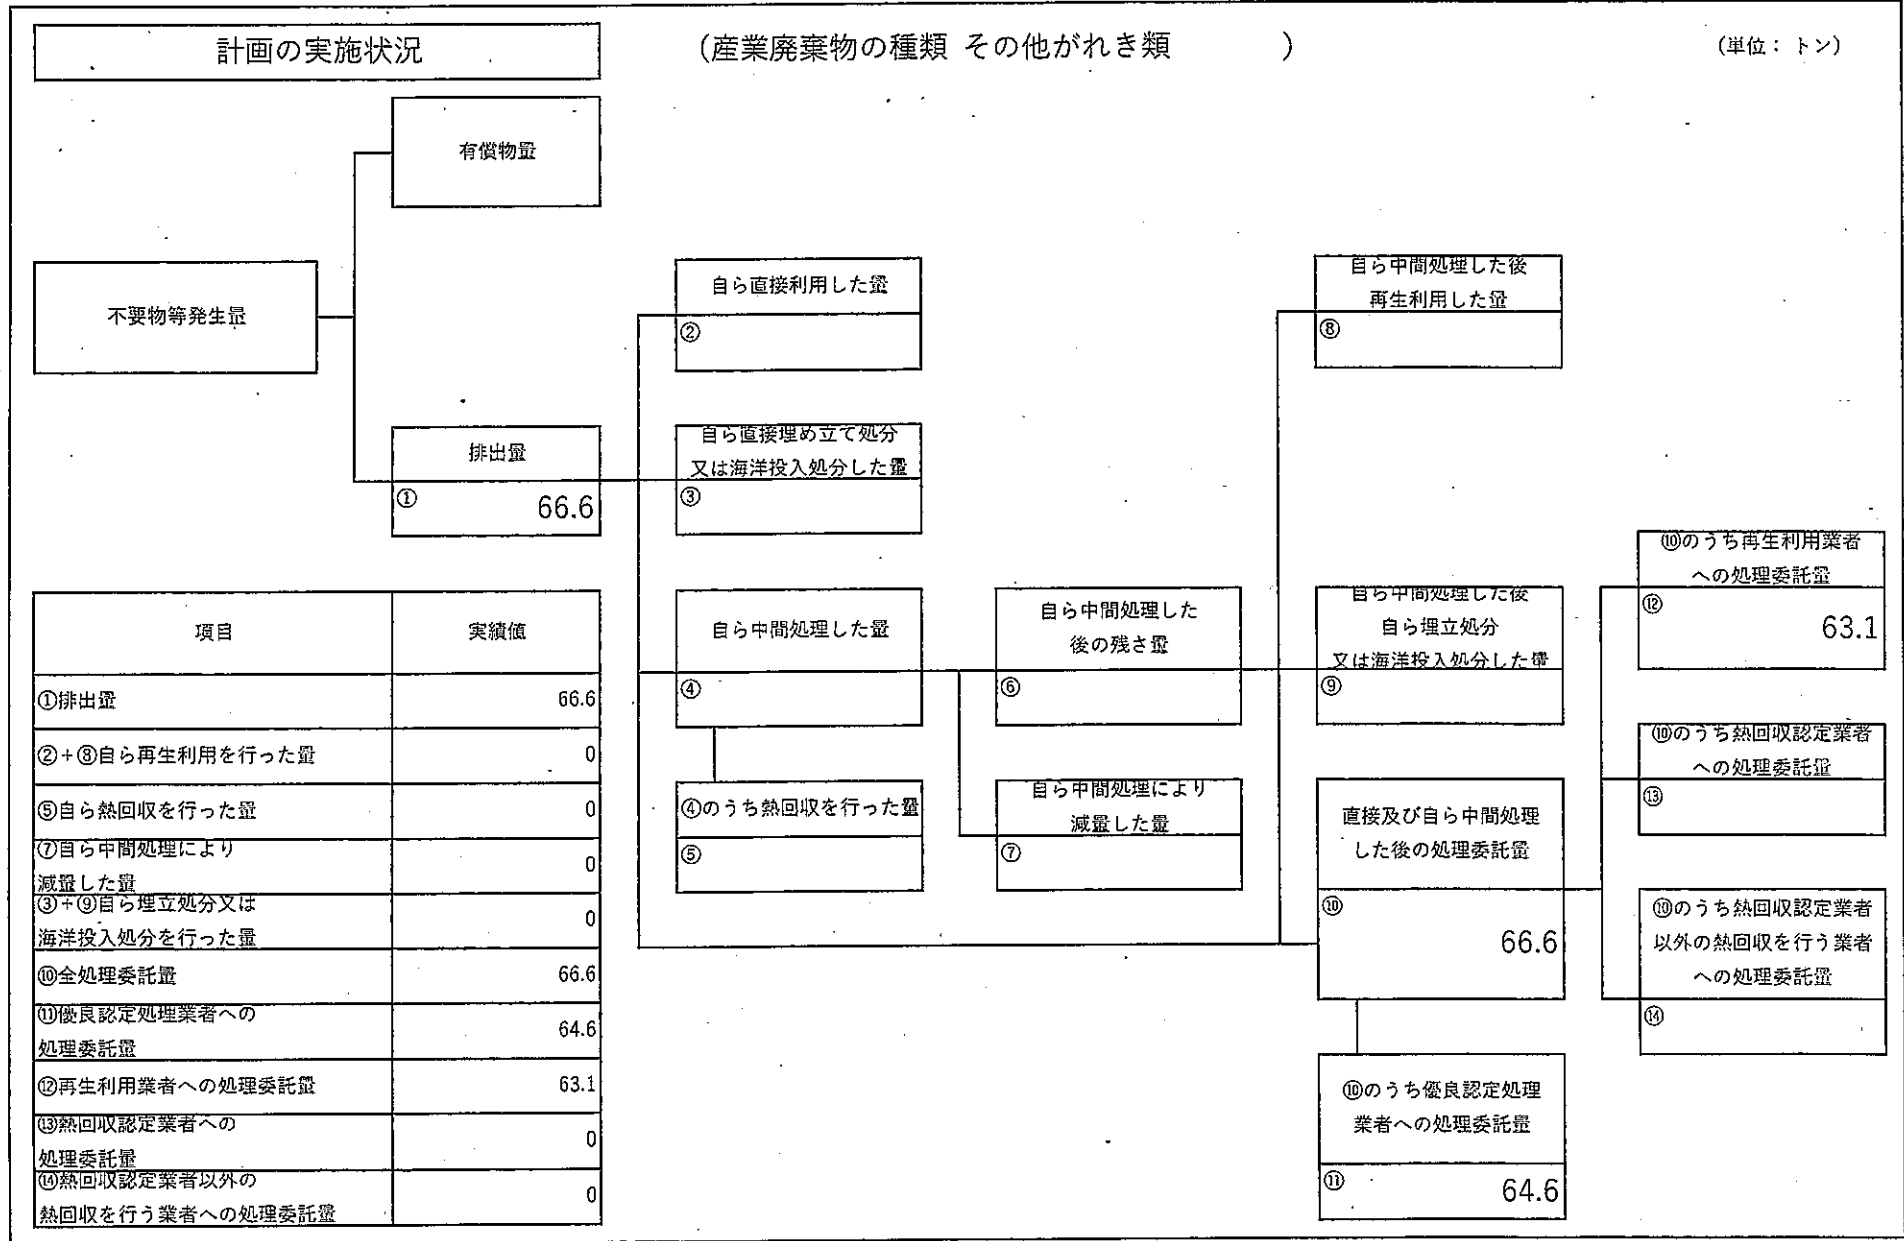 計画の実施状況
(産業廃棄物の種類 その他がれき類 )
(単位：トン)
有償物量
不要物等発生量
排出量
①
66.6
自ら直接利用した量
②
自ら直接埋め立て処分
又は海洋投入処分した量
③
自ら中間処理した量
④
④のうち熱回収を行った量
⑤
自ら中間処理した
後の残さ量
⑥
自ら中間処理により
減量した量
⑦
自ら中間処理した後
再生利用した量
⑧
自ら中間処理した後
自ら埋立処分
又は海洋投入処分した量
⑨
直接及び自ら中間処理
した後の処理委託量
⑩
66.6
⑩のうち優良認定処理
業者への処理委託量
⑪
64.6
⑩のうち再生利用業者
への処理委託量
⑫
63.1
⑩のうち熱回収認定業者
への処理委託量
⑬
⑩のうち熱回収認定業者
以外の熱回収を行う業者
への処理委託量
⑭
項目 実績値
①排出量 66.6
②+⑧自ら再生利用を行った量 0
⑤自ら熱回収を行った量 0
⑦自ら中間処理により
減量した量 0
③+⑨自ら埋立処分又は
海洋投入処分を行った量 0
⑩全処理委託量 66.6
⑪優良認定処理業者への
処理委託量 64.6
⑫再生利用業者への処理委託量 63.1
⑬熱回収認定業者への
処理委託量 0
⑭熱回収認定業者以外の
熱回収を行う業者への処理委託量 0